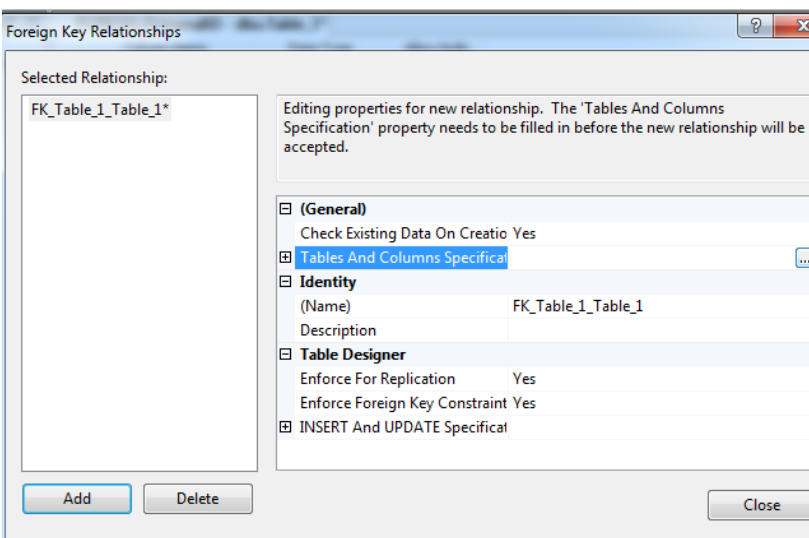 Foreign Key Relationships
Selected Relationship:
FK_Table_1_Table_1*
Editing properties for new relationship. The 'Tables And Columns
Specification' property needs to be filled in before the new relationship will be
accepted.
(General)
Check Existing Data On Creatio Yes
Tables And Columns Specificat ...
Identity
(Name) FK_Table_1_Table_1
Description
Table Designer
Enforce For Replication Yes
Enforce Foreign Key Constraint Yes
INSERT And UPDATE Specificat
Add Delete
Close